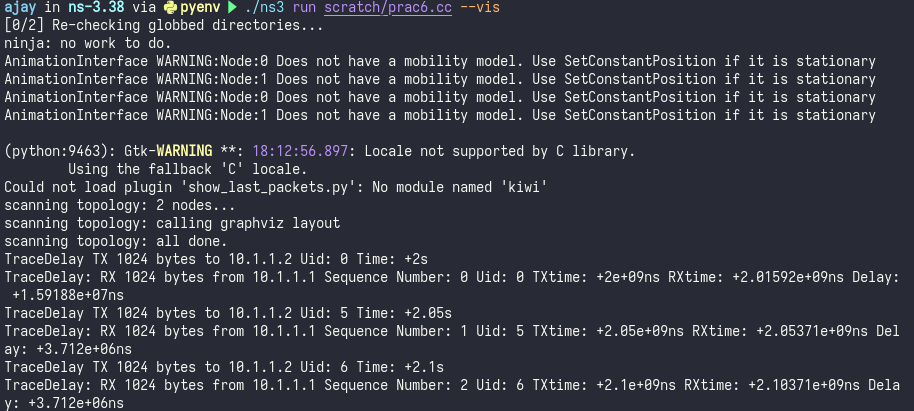 ajay in ns-3.38 via pyenv ./ns3 run scratch/prac6.cc --vis
[0/2] Re-checking globbed directories...
ninja: no work to do.
AnimationInterface WARNING:Node:0 Does not have a mobility model. Use SetConstantPosition if it is stationary
AnimationInterface WARNING:Node:1 Does not have a mobility model. Use SetConstantPosition if it is stationary
AnimationInterface WARNING:Node:0 Does not have a mobility model. Use SetConstantPosition if it is stationary
AnimationInterface WARNING:Node:1 Does not have a mobility model. Use SetConstantPosition if it is stationary
(python:9463): Gtk-WARNING **: 18:12:56.897: Locale not supported by C library.
Using the fallback 'C' locale.
Could not load plugin 'show_last_packets.py': No module named 'kiwi'
scanning topology: 2 nodes...
scanning topology: calling graphviz layout
scanning topology: all done.
TraceDelay TX 1024 bytes to 10.1.1.2 Uid: 0 Time: +2s
TraceDelay: RX 1024 bytes from 10.1.1.1 Sequence Number: 0 Uid: 0 TXtime: +2e+09ns RXtime: +2.01592e+09ns Delay:
+1.59188e+07ns
TraceDelay TX 1024 bytes to 10.1.1.2 Uid: 5 Time: +2.05s
TraceDelay: RX 1024 bytes from 10.1.1.1 Sequence Number: 1 Uid: 5 TXtime: +2.05e+09ns RXtime: +2.05371e+09ns Del
ay: +3.712e+06ns
TraceDelay TX 1024 bytes to 10.1.1.2 Uid: 6 Time: +2.1s
TraceDelay: RX 1024 bytes from 10.1.1.1 Sequence Number: 2 Uid: 6 TXtime: +2.1e+09ns RXtime: +2.10371e+09ns Dela
y: +3.712e+06ns